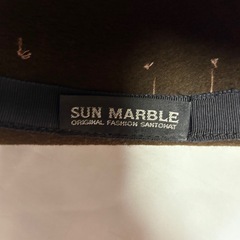 SUN MARBLE
ORIGINAL FASHION SANTOHAT